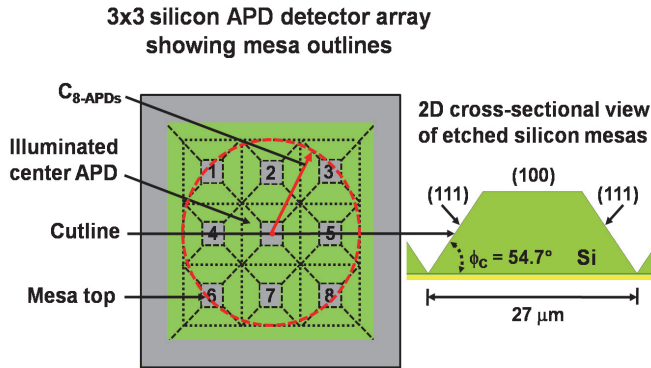 3x3 silicon APD detector array
showing mesa outlines
C8-APDs
Illuminated
center APD
Cutline
Mesa top
1 2 3
4 5
6 7 8
2D cross-sectional view
of etched silicon mesas
(100)
(111) (111)
ϕc = 54.7° Si
27 μm